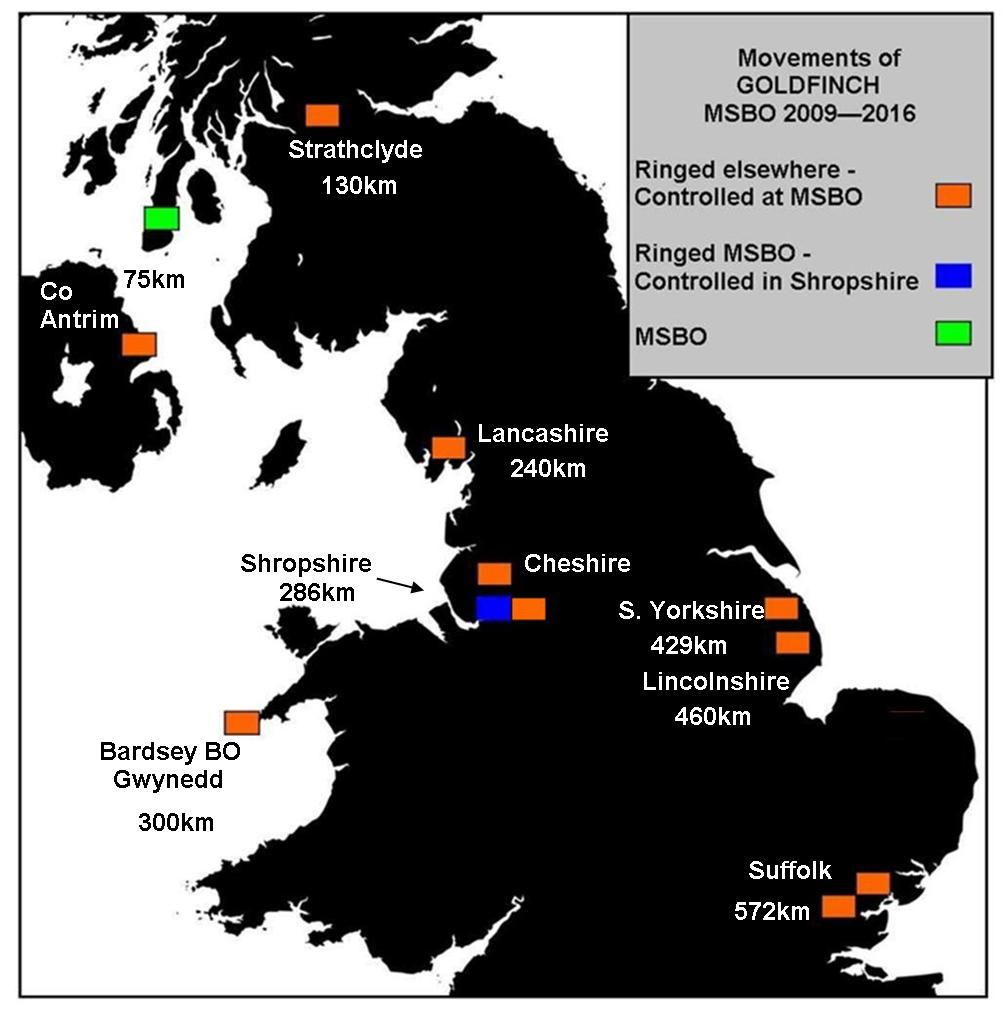 Movements of
GOLDFINCH
MSBO 2009—2016
Ringed elsewhere -
Controlled at MSBO
Ringed MSBO -
Controlled in Shropshire
MSBO
Strathclyde
130km
75km
Co
Antrim
Lancashire
240km
Shropshire
286km
Cheshire
S. Yorkshire
429km
Lincolnshire
460km
Bardsey BO
Gwynedd
300km
Suffolk
572km